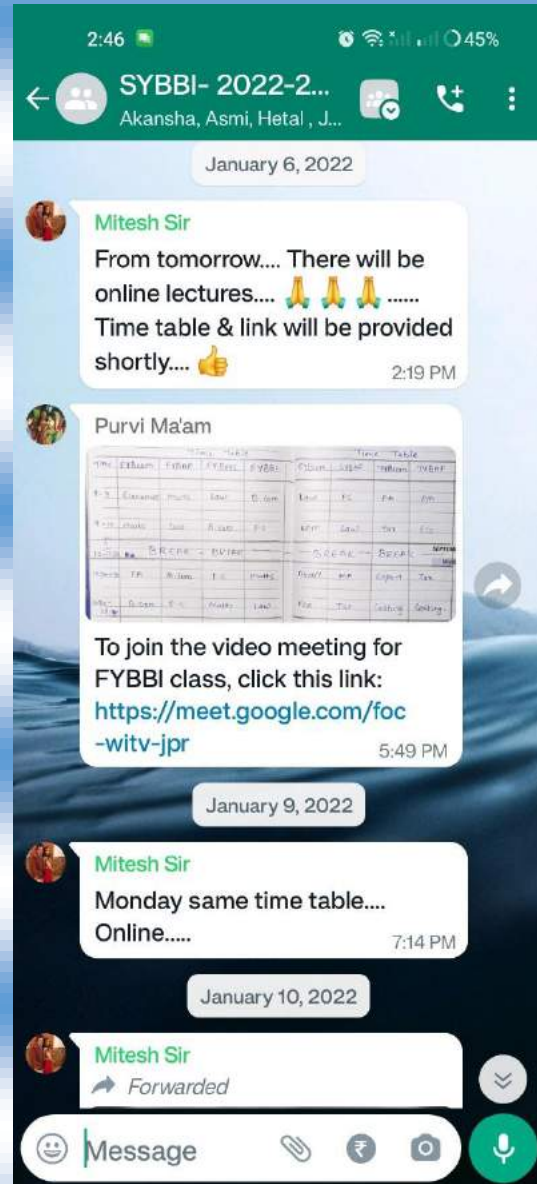 2:46 45%
SYBBI- 2022-2...
Akansha, Asmi, Hetal , J...
January 6, 2022
Mitesh Sir
From tomorrow.... There will be
online lectures.... 🙏 🙏 🙏 ......
Time table & link will be provided
shortly.... 👍
2:19 PM
Purvi Ma'am
Time Table Time Table
BREAK - BREAK BREAK - BREAK
To join the video meeting for
FYBBI class, click this link:
https://meet.google.com/foc
-witv-jpr
5:49 PM
January 9, 2022
Mitesh Sir
Monday same time table....
Online.....
7:14 PM
January 10, 2022
Mitesh Sir
Forwarded
Message